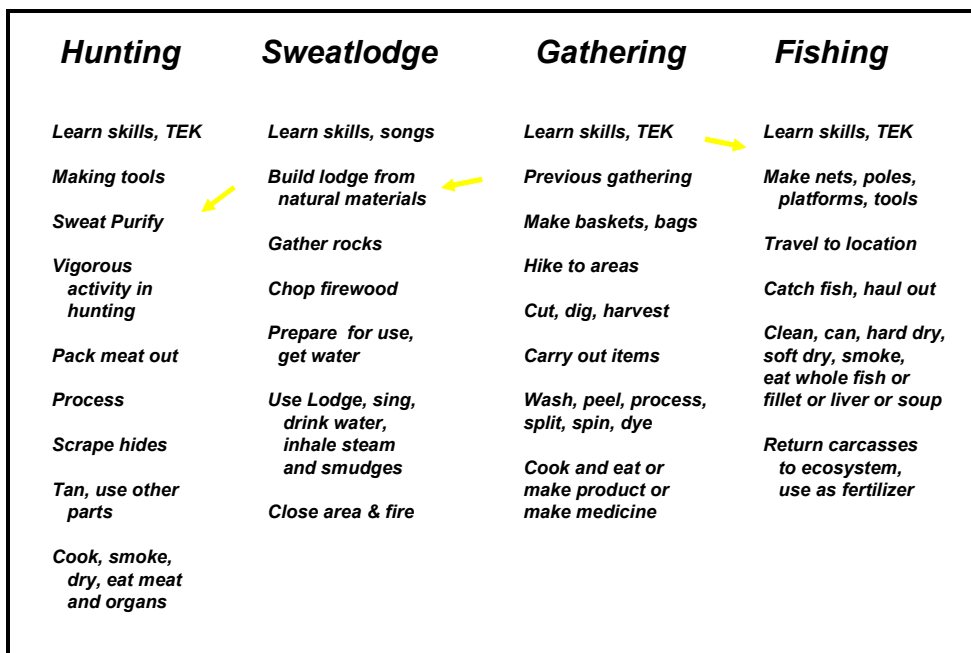 Hunting
Learn skills, TEK
Making tools
Sweat Purify
Vigorous
activity in
hunting
Pack meat out
Process
Scrape hides
Tan, use other
parts
Cook, smoke,
dry, eat meat
and organs
Sweatlodge
Learn skills, songs
Build lodge from
natural materials
Gather rocks
Chop firewood
Prepare for use,
get water
Use Lodge, sing,
drink water,
inhale steam
and smudges
Close area & fire
Gathering
Learn skills, TEK
Previous gathering
Make baskets, bags
Hike to areas
Cut, dig, harvest
Carry out items
Wash, peel, process,
split, spin, dye
Cook and eat or
make product or
make medicine
Fishing
Learn skills, TEK
Make nets, poles,
platforms, tools
Travel to location
Catch fish, haul out
Clean, can, hard dry,
soft dry, smoke,
eat whole fish or
fillet or liver or soup
Return carcasses
to ecosystem,
use as fertilizer